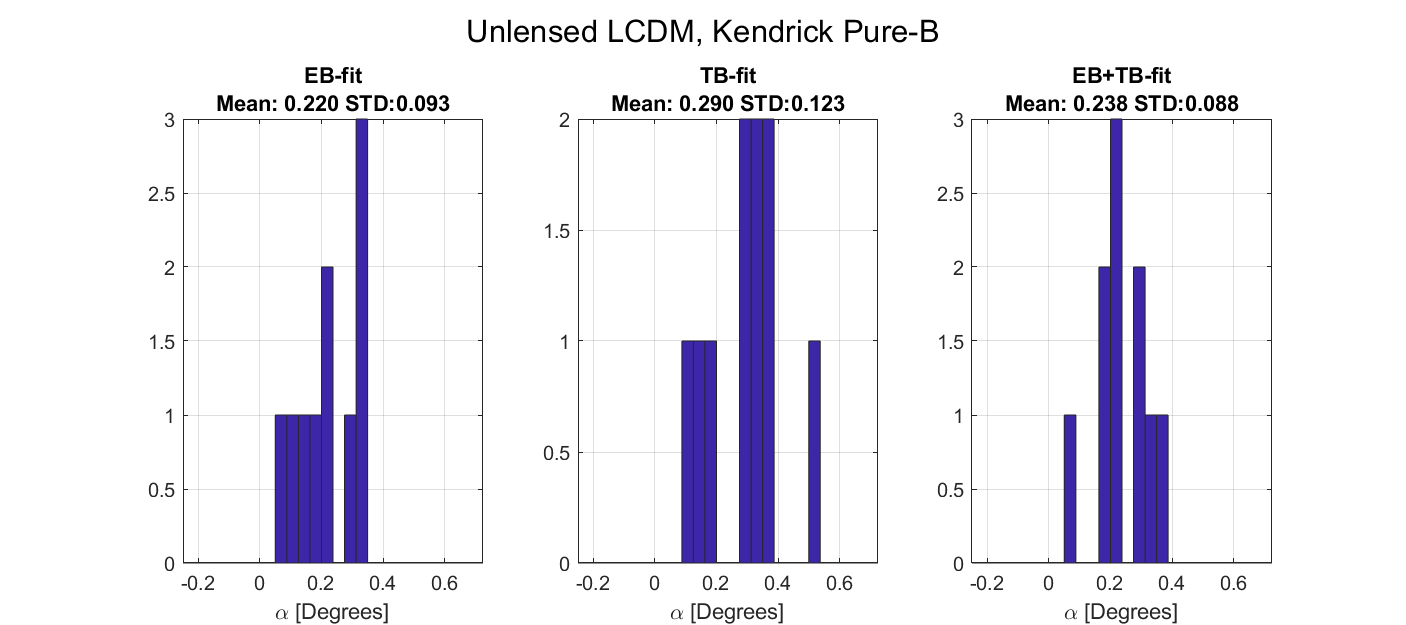 Unlensed LCDM, Kendrick Pure-B
EB-fit
Mean: 0.220 STD:0.093
3
2.5
2
1.5
1
0.5
0
-0.2 0 0.2 0.4 0.6
α [Degrees]
TB-fit
Mean: 0.290 STD:0.123
2
1.5
1
0.5
0
-0.2 0 0.2 0.4 0.6
α [Degrees]
EB+TB-fit
Mean: 0.238 STD:0.088
3
2.5
2
1.5
1
0.5
0
-0.2 0 0.2 0.4 0.6
α [Degrees]